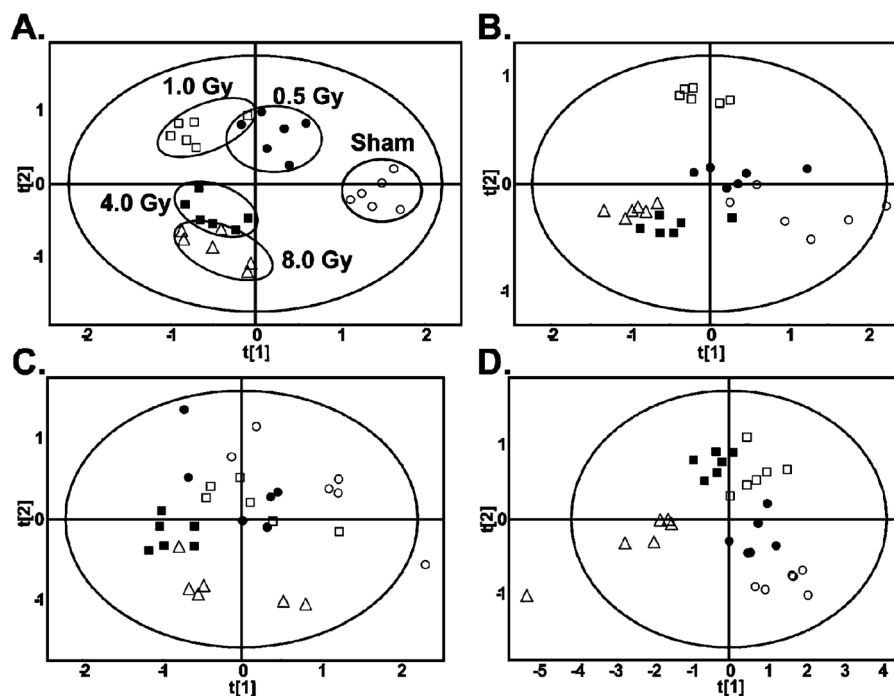 A.
1.0 Gy
0.5 Gy
Sham
4.0 Gy
8.0 Gy
1
0
-1
t[2]
-2 -1 0 1 2
t[1]
B.
1
0
-1
t[2]
-2 -1 0 1 2
t[1]
C.
1
0
-1
t[2]
-2 -1 0 1 2
t[1]
D.
1
0
-1
t[2]
-5 -4 -3 -2 -1 0 1 2 3 4
t[1]